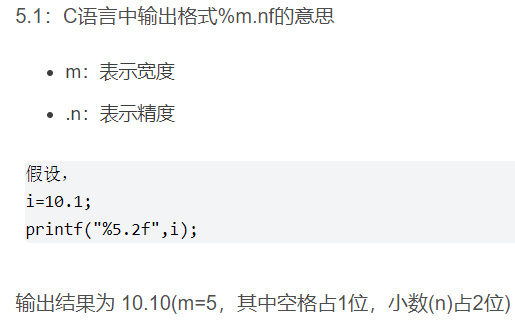 5.1：C语言中输出格式%m.nf的意思
• m：表示宽度
• .n：表示精度
假设，
i=10.1;
printf("%5.2f",i);
输出结果为 10.10(m=5，其中空格占1位，小数(n)占2位)